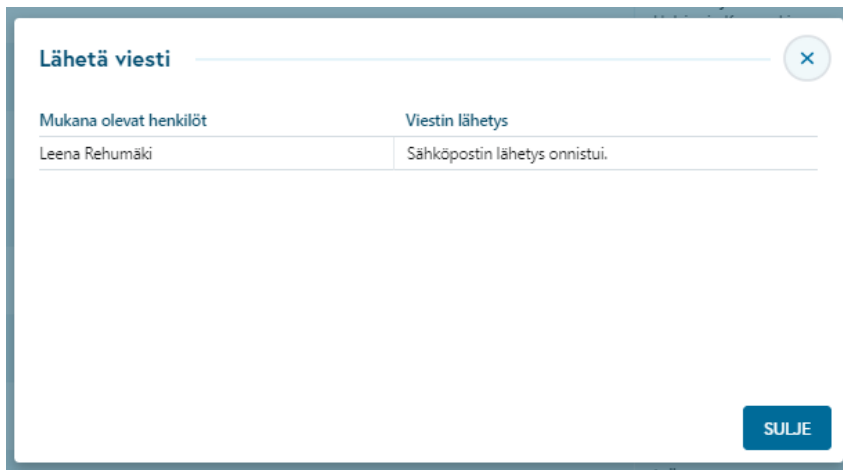 Lähetä viesti
Mukana olevat henkilöt Viestin lähetys
Leena Rehumäki Sähköpostin lähetys onnistui.
SULJE